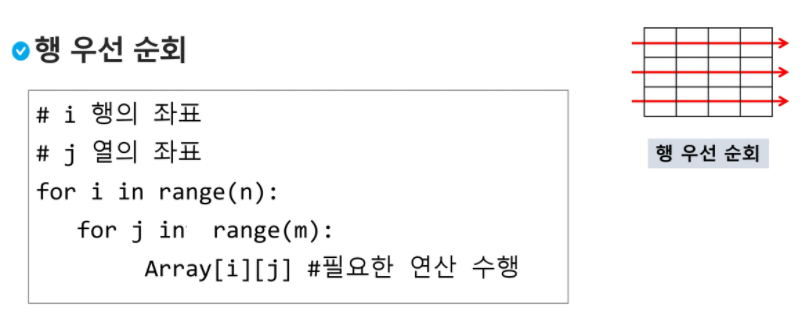 행 우선 순회
# i 행의 좌표
# j 열의 좌표
for i in range(n):
for j in range(m):
Array[i][j] #필요한 연산 수행
행 우선 순회